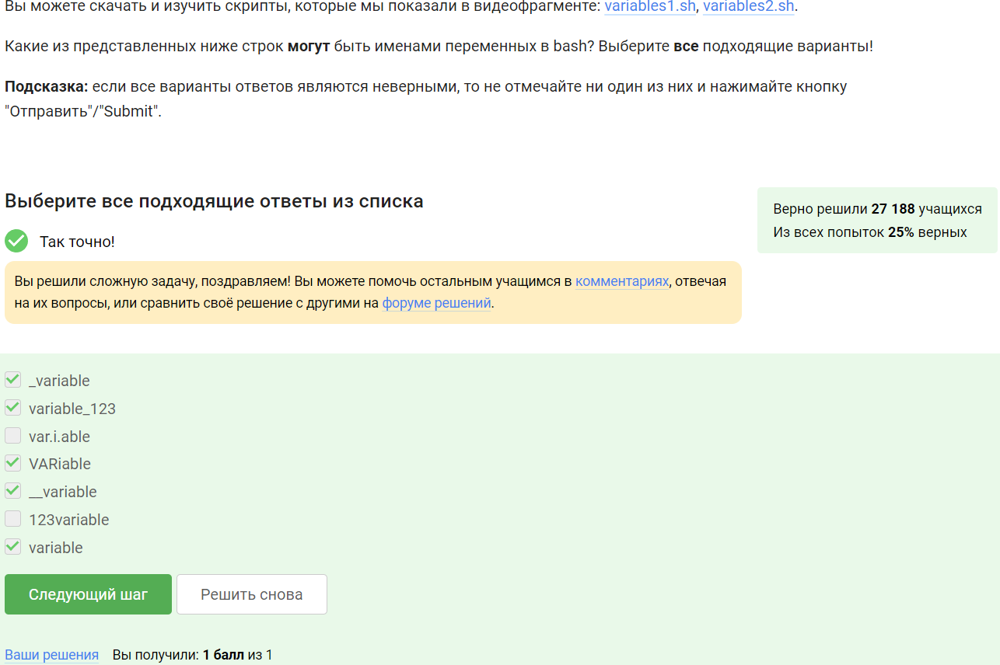 Вы можете скачать и изучить скрипты, которые мы показали в видеофрагменте: variables1.sh, variables2.sh.
Какие из представленных ниже строк могут быть именами переменных в bash? Выберите все подходящие варианты!
Подсказка: если все варианты ответов являются неверными, то не отмечайте ни один из них и нажимайте кнопку
"Отправить"/"Submit".
Выберите все подходящие ответы из списка
Верно решили 27 188 учащихся
Из всех попыток 25% верных
Так точно!
Вы решили сложную задачу, поздравляем! Вы можете помочь остальным учащимся в комментариях, отвечая
на их вопросы, или сравнить своё решение с другими на форуме решений.
_variable
variable_123
var.i.able
VARiable
__variable
123variable
variable
Следующий шаг
Решить снова
Ваши решения Вы получили: 1 балл из 1